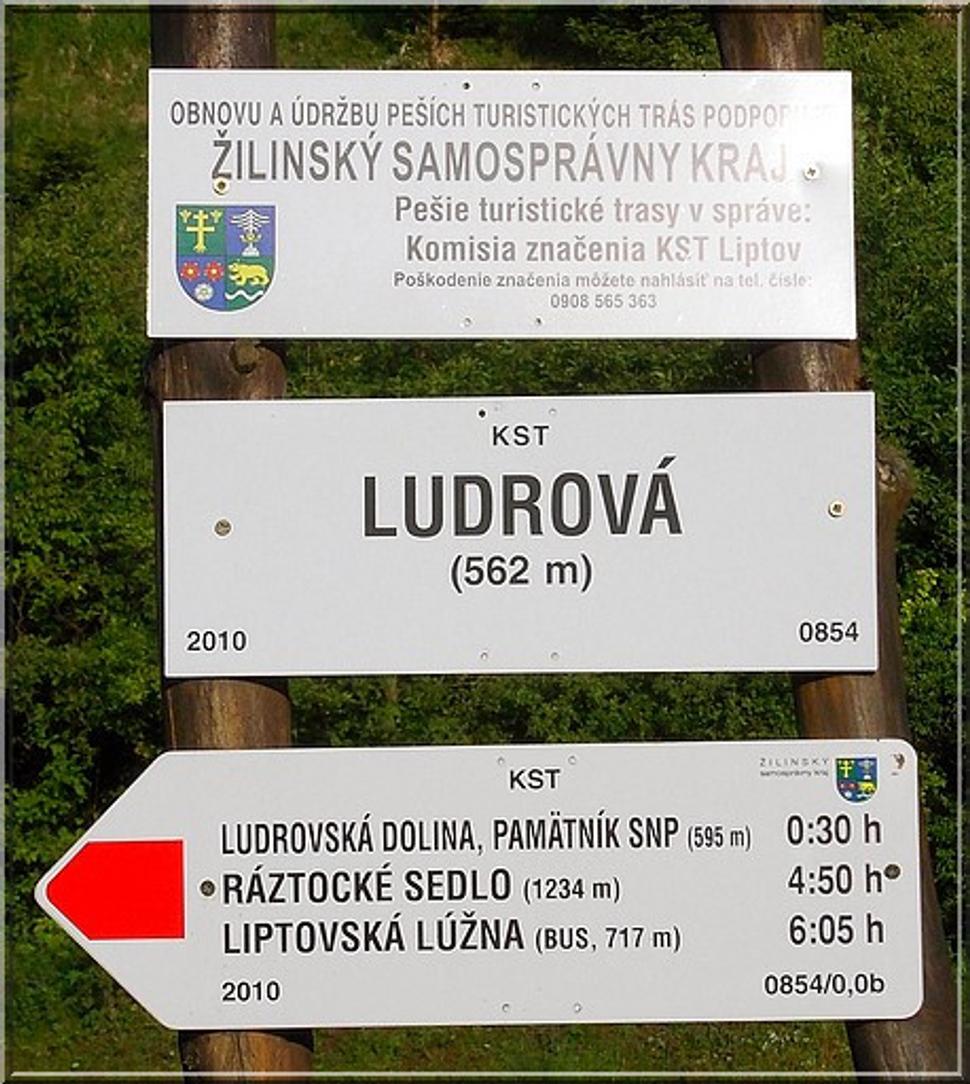 OBNOVU A ÚDRŽBU PEŠÍCH TURISTICKÝCH TRÁS
ŽILINSKÝ SAMOSPRÁVNY KRAJ
Pešie turistické trasy v správe:
Komisia značenia KST Liptov
Poškodenie značenia môžete nahlásiť na tel. čísle:
0908 565 363
KST
LUDROVÁ
(562 m)
2010 0854
KST
ŽILINSKÝ
samosprávny kraj
LUDROVSKÁ DOLINA, PAMÄTNÍK SNP (595 m) 0:30 h
RÁZTOCKÉ SEDLO (1234 m) 4:50 h
LIPTOVSKÁ LÚŽNA (BUS, 717 m) 6:05 h
2010 0854/0,0b